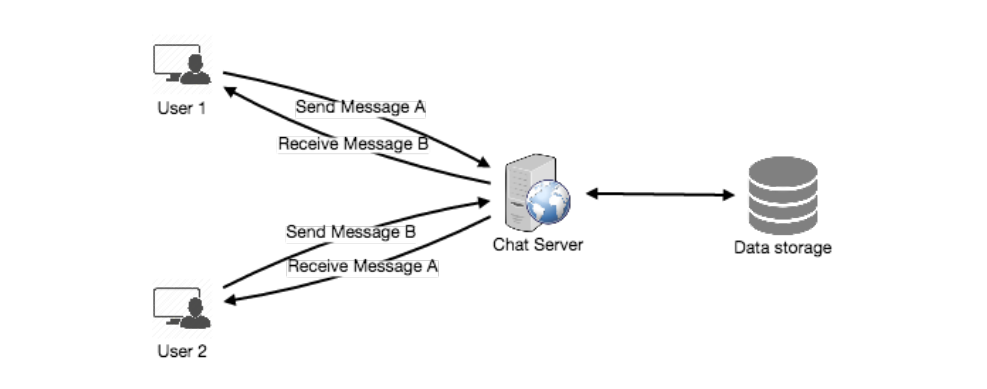 User 1
Send Message A
Receive Message B
Chat Server
Data storage
Send Message B
Receive Message A
User 2